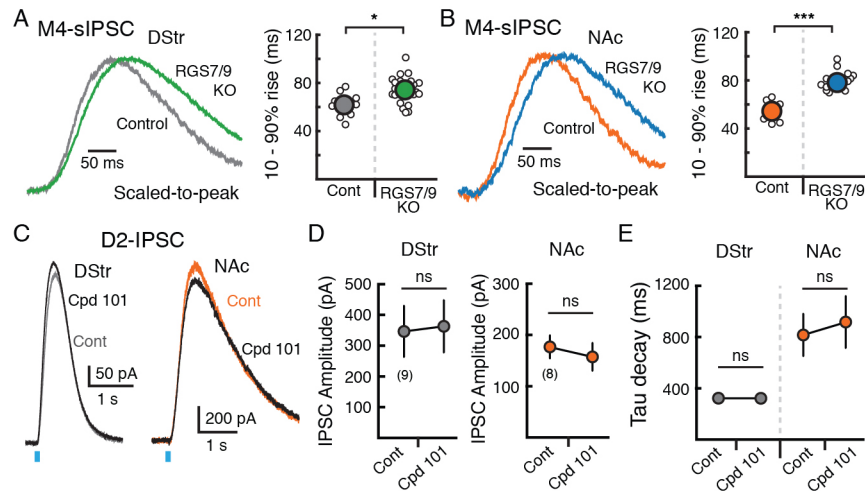 A
M4-sIPSC
DStr
RGS7/9
KO
Control
50 ms
Scaled-to-peak
10 - 90% rise (ms)
120
80
40
*
Cont
RGS7/9
KO
B
M4-sIPSC
NAc
RGS7/9
KO
Control
50 ms
Scaled-to-peak
10 - 90% rise (ms)
120
80
40
***
Cont
RGS7/9
KO
C
D2-IPSC
DStr
Cpd 101
Cont
50 pA
1 s
NAc
Cont
Cpd 101
200 pA
1 s
D
DStr
IPSC Amplitude (pA)
500
400
300
200
100
0
ns
(9)
Cont
Cpd 101
NAc
IPSC Amplitude (pA)
300
200
100
0
ns
(8)
Cont
Cpd 101
E
DStr
NAc
Tau decay (ms)
1200
800
400
ns
ns
Cont
Cpd 101
Cont
Cpd 101